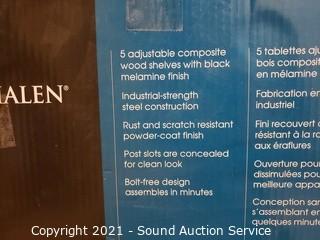 HALEN®
5 adjustable composite
wood shelves with black
melamine finish
Industrial-strength
steel construction
Rust and scratch resistant
powder-coat finish
Post slots are concealed
for clean look
Bolt-free design
assembles in minutes
5 tablettes aju
bois composit
en mélamine
Fabrication en
industriel
Fini recouvert d
résistant à la ro
aux éraflures
Ouverture pour
dissimulées pou
meilleure appa
Conception san
s'assemblant en
quelques minute
Copyright 2021 - Sound Auction Service